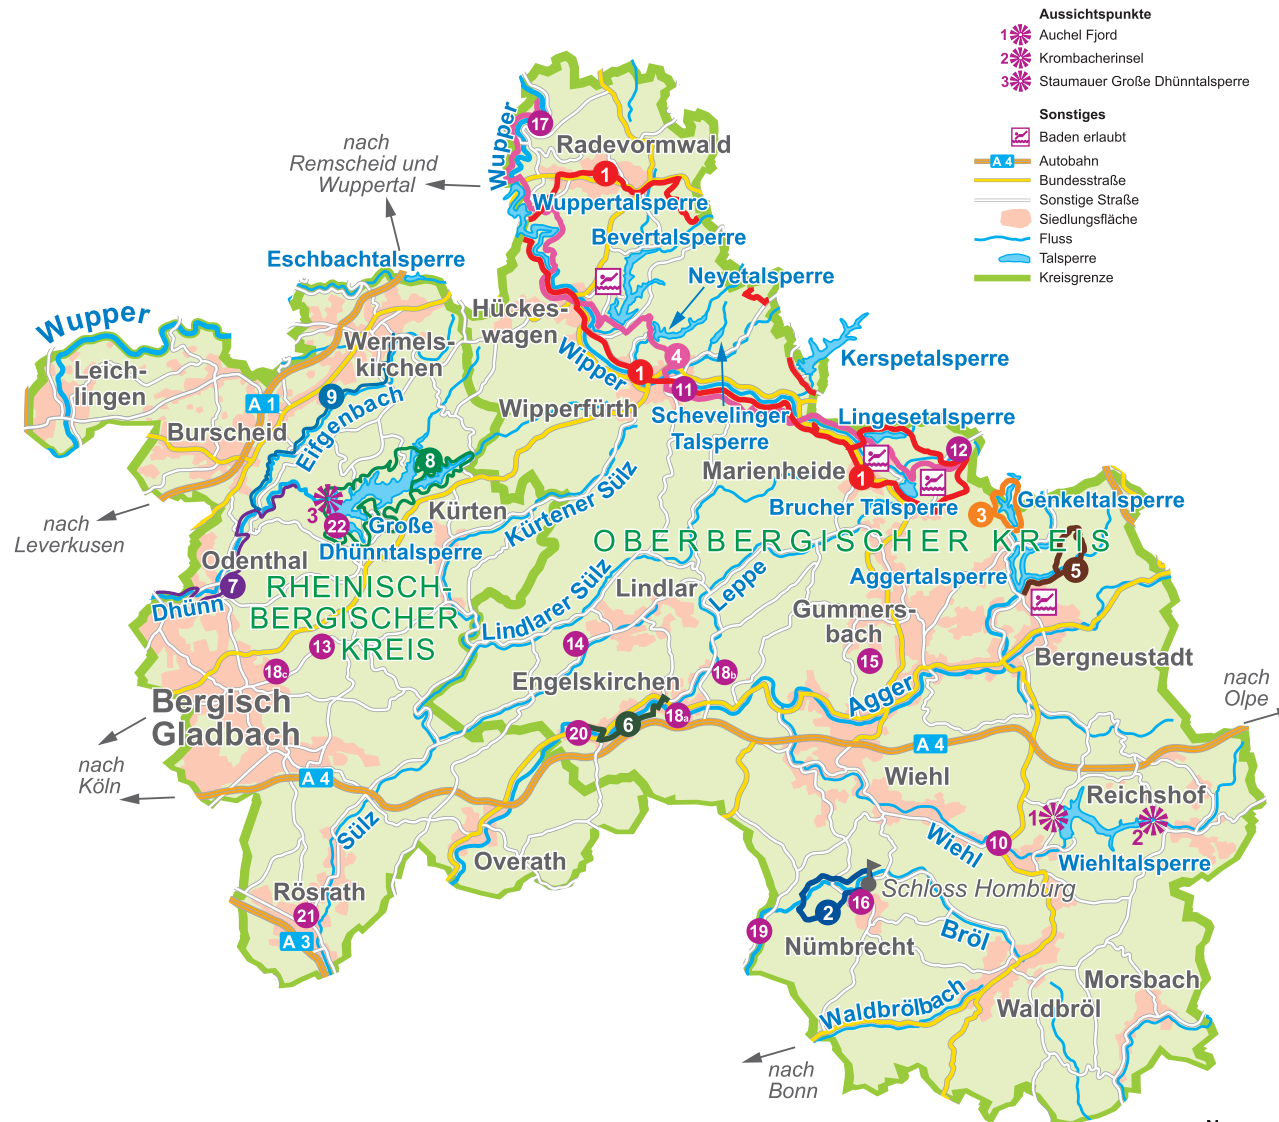 Aussichtspunkte
1 Auchel Fjord
2 Krombacherinsel
3 Staumauer Große Dhünntalsperre
Sonstiges
Baden erlaubt
A 4 Autobahn
Bundesstraße
Sonstige Straße
Siedlungsfläche
Fluss
Talsperre
Kreisgrenze
nach
Remscheid und
Wuppertal
Wupper
17
Radevormwald
1
Wuppertalsperre
Bevertalsperre
Neyetalsperre
Eschbachtalsperre
Hückes-
wagen
Wupper
Leich-
lingen
Wermels-
kirchen
Wipper
1
4
11
Kerspetalsperre
A 1
9
Eifgenbach
Burscheid
Wipperfürth
Schevelinger
Talsperre
Lingesetalsperre
12
8
Marienheide
1
3
22
Große
Dhünntalsperre
Kürten
Kürtener Sülz
Brucher Talsperre
3
Genkeltalsperre
nach
Leverkusen
OBERBERGISCHER KREIS
Odenthal
7
Dhünn
RHEINISCH-
BERGISCHER
KREIS
Lindlarer Sülz
Lindlar
Leppe
Aggertalsperre
5
Gummers-
bach
13
18c
14
18b
15
Bergneustadt
Engelskirchen
Agger
Bergisch
Gladbach
20
6
18a
nach
Olpe
nach
Köln
A 4
A 4
Wiehl
Reichshof
1
2
Sülz
Wiehl
10
Wiehltalsperre
Overath
Rösrath
21
A 3
Schloss Homburg
2
16
19
Nümbrecht
Bröl
Morsbach
Waldbrölbach
Waldbröl
nach
Bonn